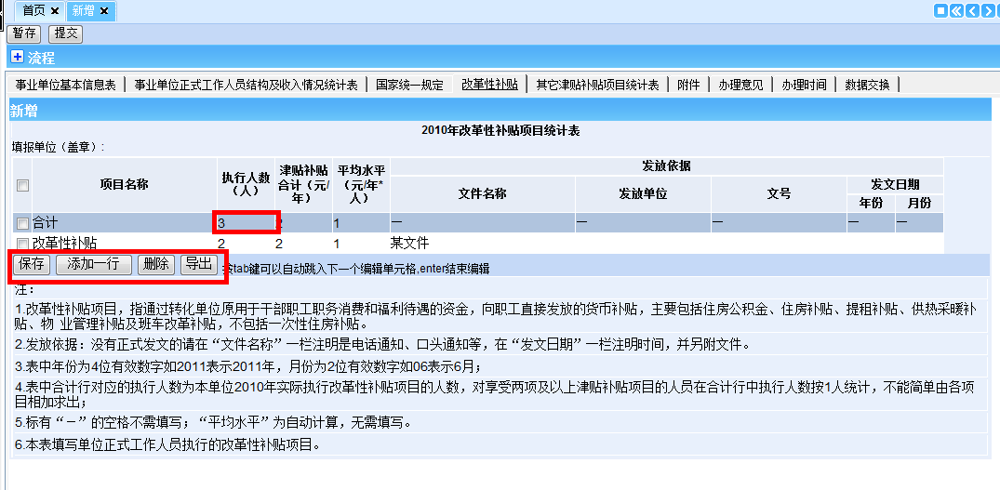 首页 新增
暂存 提交
流程
事业单位基本信息表 事业单位正式工作人员结构及收入情况统计表 国家统一规定 改革性补贴 其它津贴补贴项目统计表 附件 办理意见 办理时间 数据交换
新增
2010年改革性补贴项目统计表
填报单位（盖章）:
项目名称 执行人数（人） 津贴补贴合计（元/年） 平均水平（元/年*人） 发放依据
文件名称 发放单位 文号 发文日期
年份 月份
合计 3 2 1 — — — — —
改革性补贴 2 2 1 某文件
保存 添加一行 删除 导出 按tab键可以自动跳入下一个编辑单元格,enter结束编辑
注：
1.改革性补贴项目，指通过转化单位原用于干部职工职务消费和福利待遇的资金，向职工直接发放的货币补贴，主要包括住房公积金、住房补贴、提租补贴、供热采暖补
贴、物 业管理补贴及班车改革补贴，不包括一次性住房补贴。
2.发放依据：没有正式发文的请在“文件名称”一栏注明是电话通知、口头通知等，在“发文日期”一栏注明时间，并另附文件。
3.表中年份为4位有效数字如2011表示2011年，月份为2位有效数字如06表示6月；
4.表中合计行对应的执行人数为本单位2010年实际执行改革性补贴项目的人数，对享受两项及以上津贴补贴项目的人员在合计行中执行人数按1人统计，不能简单由各项
目相加求出；
5.标有“－”的空格不需填写；“平均水平”为自动计算，无需填写。
6.本表填写单位正式工作人员执行的改革性补贴项目。